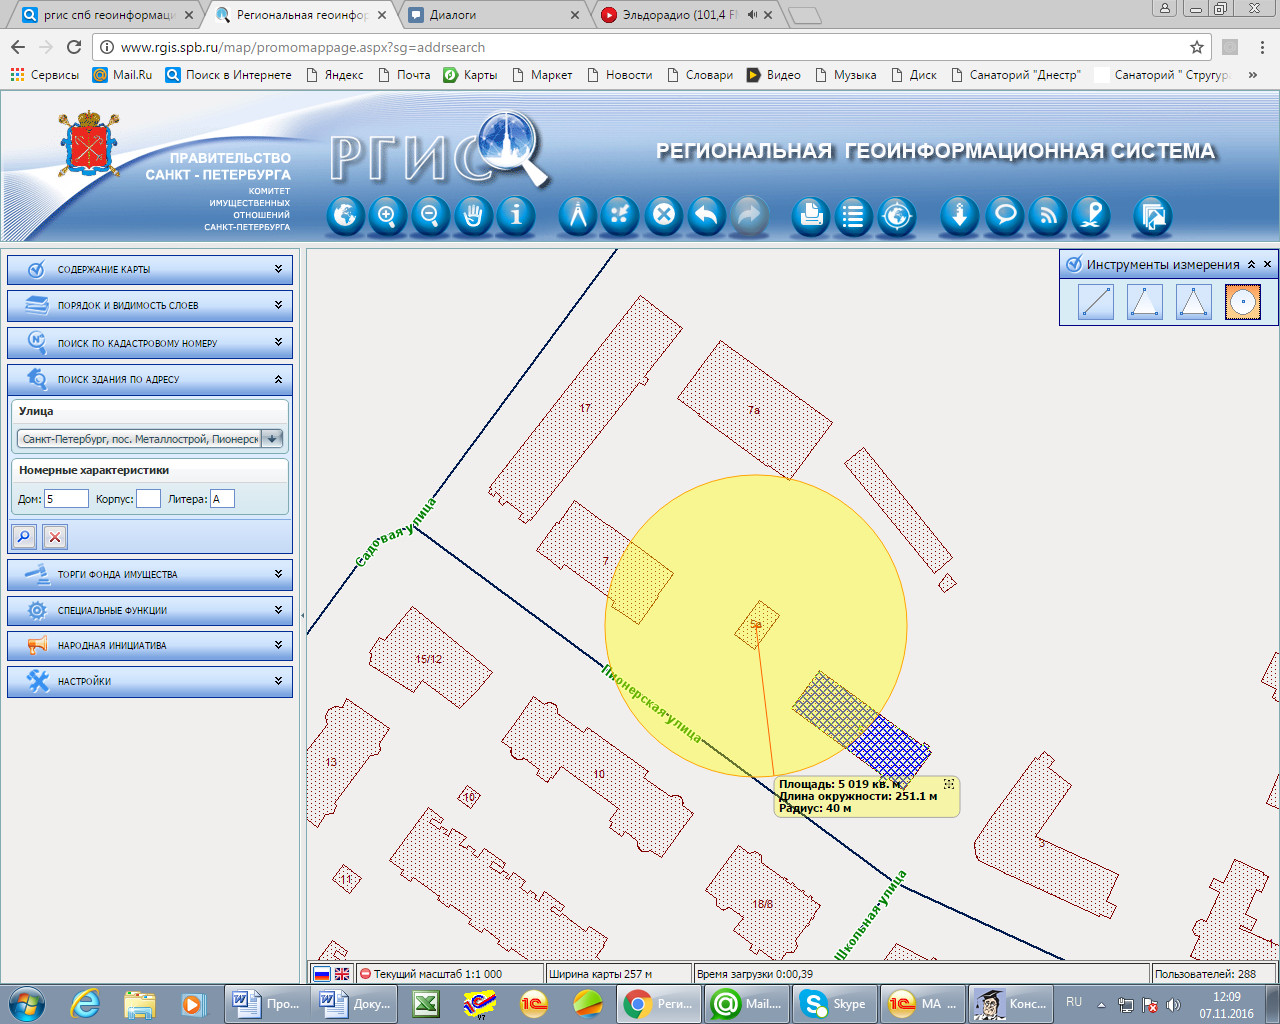 ргис спб геоинформаци
Региональная геоинфор
Диалоги
Эльдорадио (101,4 F
www.rgis.spb.ru/map/promomappage.aspx?sg=addrsearch
Сервисы Mail.Ru Поиск в Интернете Яндекс Почта Карты Маркет Новости Словари Видео Музыка Диск Санаторий "Днестр" Санаторий " Стругур
ПРАВИТЕЛЬСТВО
САНКТ - ПЕТЕРБУРГА
КОМИТЕТ
ИМУЩЕСТВЕННЫХ
ОТНОШЕНИЙ
САНКТ-ПЕТЕРБУРГА
РГИС
РЕГИОНАЛЬНАЯ ГЕОИНФОРМАЦИОННАЯ СИСТЕМА
СОДЕРЖАНИЕ КАРТЫ
ПОРЯДОК И ВИДИМОСТЬ СЛОЕВ
ПОИСК ПО КАДАСТРОВОМУ НОМЕРУ
ПОИСК ЗДАНИЯ ПО АДРЕСУ
Улица
Санкт-Петербург, пос. Металлострой, Пионерск
Номерные характеристики
Дом: 5 Корпус: Литера: А
ТОРГИ ФОНДА ИМУЩЕСТВА
СПЕЦИАЛЬНЫЕ ФУНКЦИИ
НАРОДНАЯ ИНИЦИАТИВА
НАСТРОЙКИ
Инструменты измерения
17
7а
7
5а
Садовая улица
Пионерская улица
15/12
13
10
10
11
18/8
3
1
Школьная улица
Площадь: 5 019 кв. м
Длина окружности: 251.1 м
Радиус: 40 м
Текущий масштаб 1:1 000
Ширина карты 257 м
Время загрузки 0:00,39
Пользователей: 288
Про...
Доку...
Реги...
Mail....
Skype
МА ...
Конс...
RU
12:09
07.11.2016